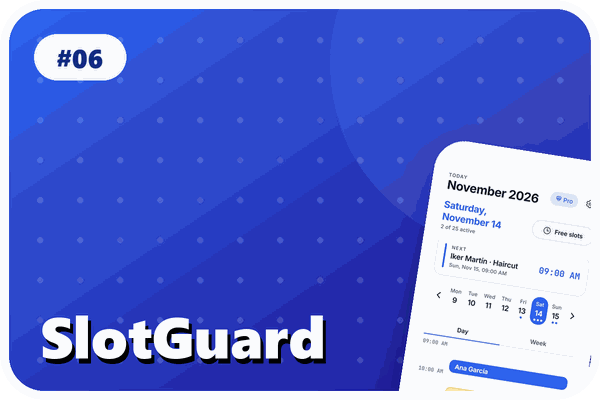 #06
SlotGuard
TODAY
November 2026
Pro
Saturday,
November 14
2 of 25 active
Free slots
NEXT
Iker Martín · Haircut
Sun, Nov 15, 09:00 AM
09:00 AM
Mon Tue Wed Thu Fri Sat Sun
9 10 11 12 13 14 15
Day Week
09:00 AM
10:00 AM
Ana García